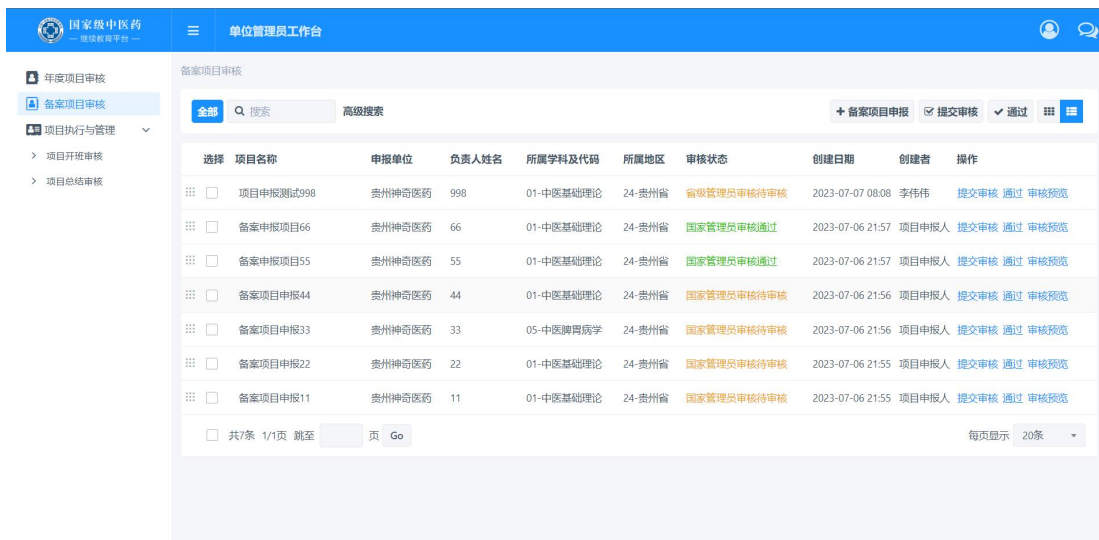 国家级中医药
— 继续教育平台 —
单位管理员工作台
年度项目审核
备案项目审核
项目执行与管理
项目开班审核
项目总结审核
备案项目审核
全部 搜索 高级搜索 备案项目申报 提交审核 通过
选择 项目名称 申报单位 负责人姓名 所属学科及代码 所属地区 审核状态 创建日期 创建者 操作
项目申报测试998 贵州神奇医药 998 01-中医基础理论 24-贵州省 省级管理员审核待审核 2023-07-07 08:08 李伟伟 提交审核 通过 审核预览
备案申报项目66 贵州神奇医药 66 01-中医基础理论 24-贵州省 国家管理员审核通过 2023-07-06 21:57 项目申报人 提交审核 通过 审核预览
备案申报项目55 贵州神奇医药 55 01-中医基础理论 24-贵州省 国家管理员审核通过 2023-07-06 21:57 项目申报人 提交审核 通过 审核预览
备案项目申报44 贵州神奇医药 44 01-中医基础理论 24-贵州省 国家管理员审核待审核 2023-07-06 21:56 项目申报人 提交审核 通过 审核预览
备案项目申报33 贵州神奇医药 33 05-中医脾胃病学 24-贵州省 国家管理员审核待审核 2023-07-06 21:56 项目申报人 提交审核 通过 审核预览
备案项目申报22 贵州神奇医药 22 01-中医基础理论 24-贵州省 国家管理员审核待审核 2023-07-06 21:55 项目申报人 提交审核 通过 审核预览
备案项目申报11 贵州神奇医药 11 01-中医基础理论 24-贵州省 国家管理员审核待审核 2023-07-06 21:55 项目申报人 提交审核 通过 审核预览
共7条 1/1页 跳至 页 Go 每页显示 20条